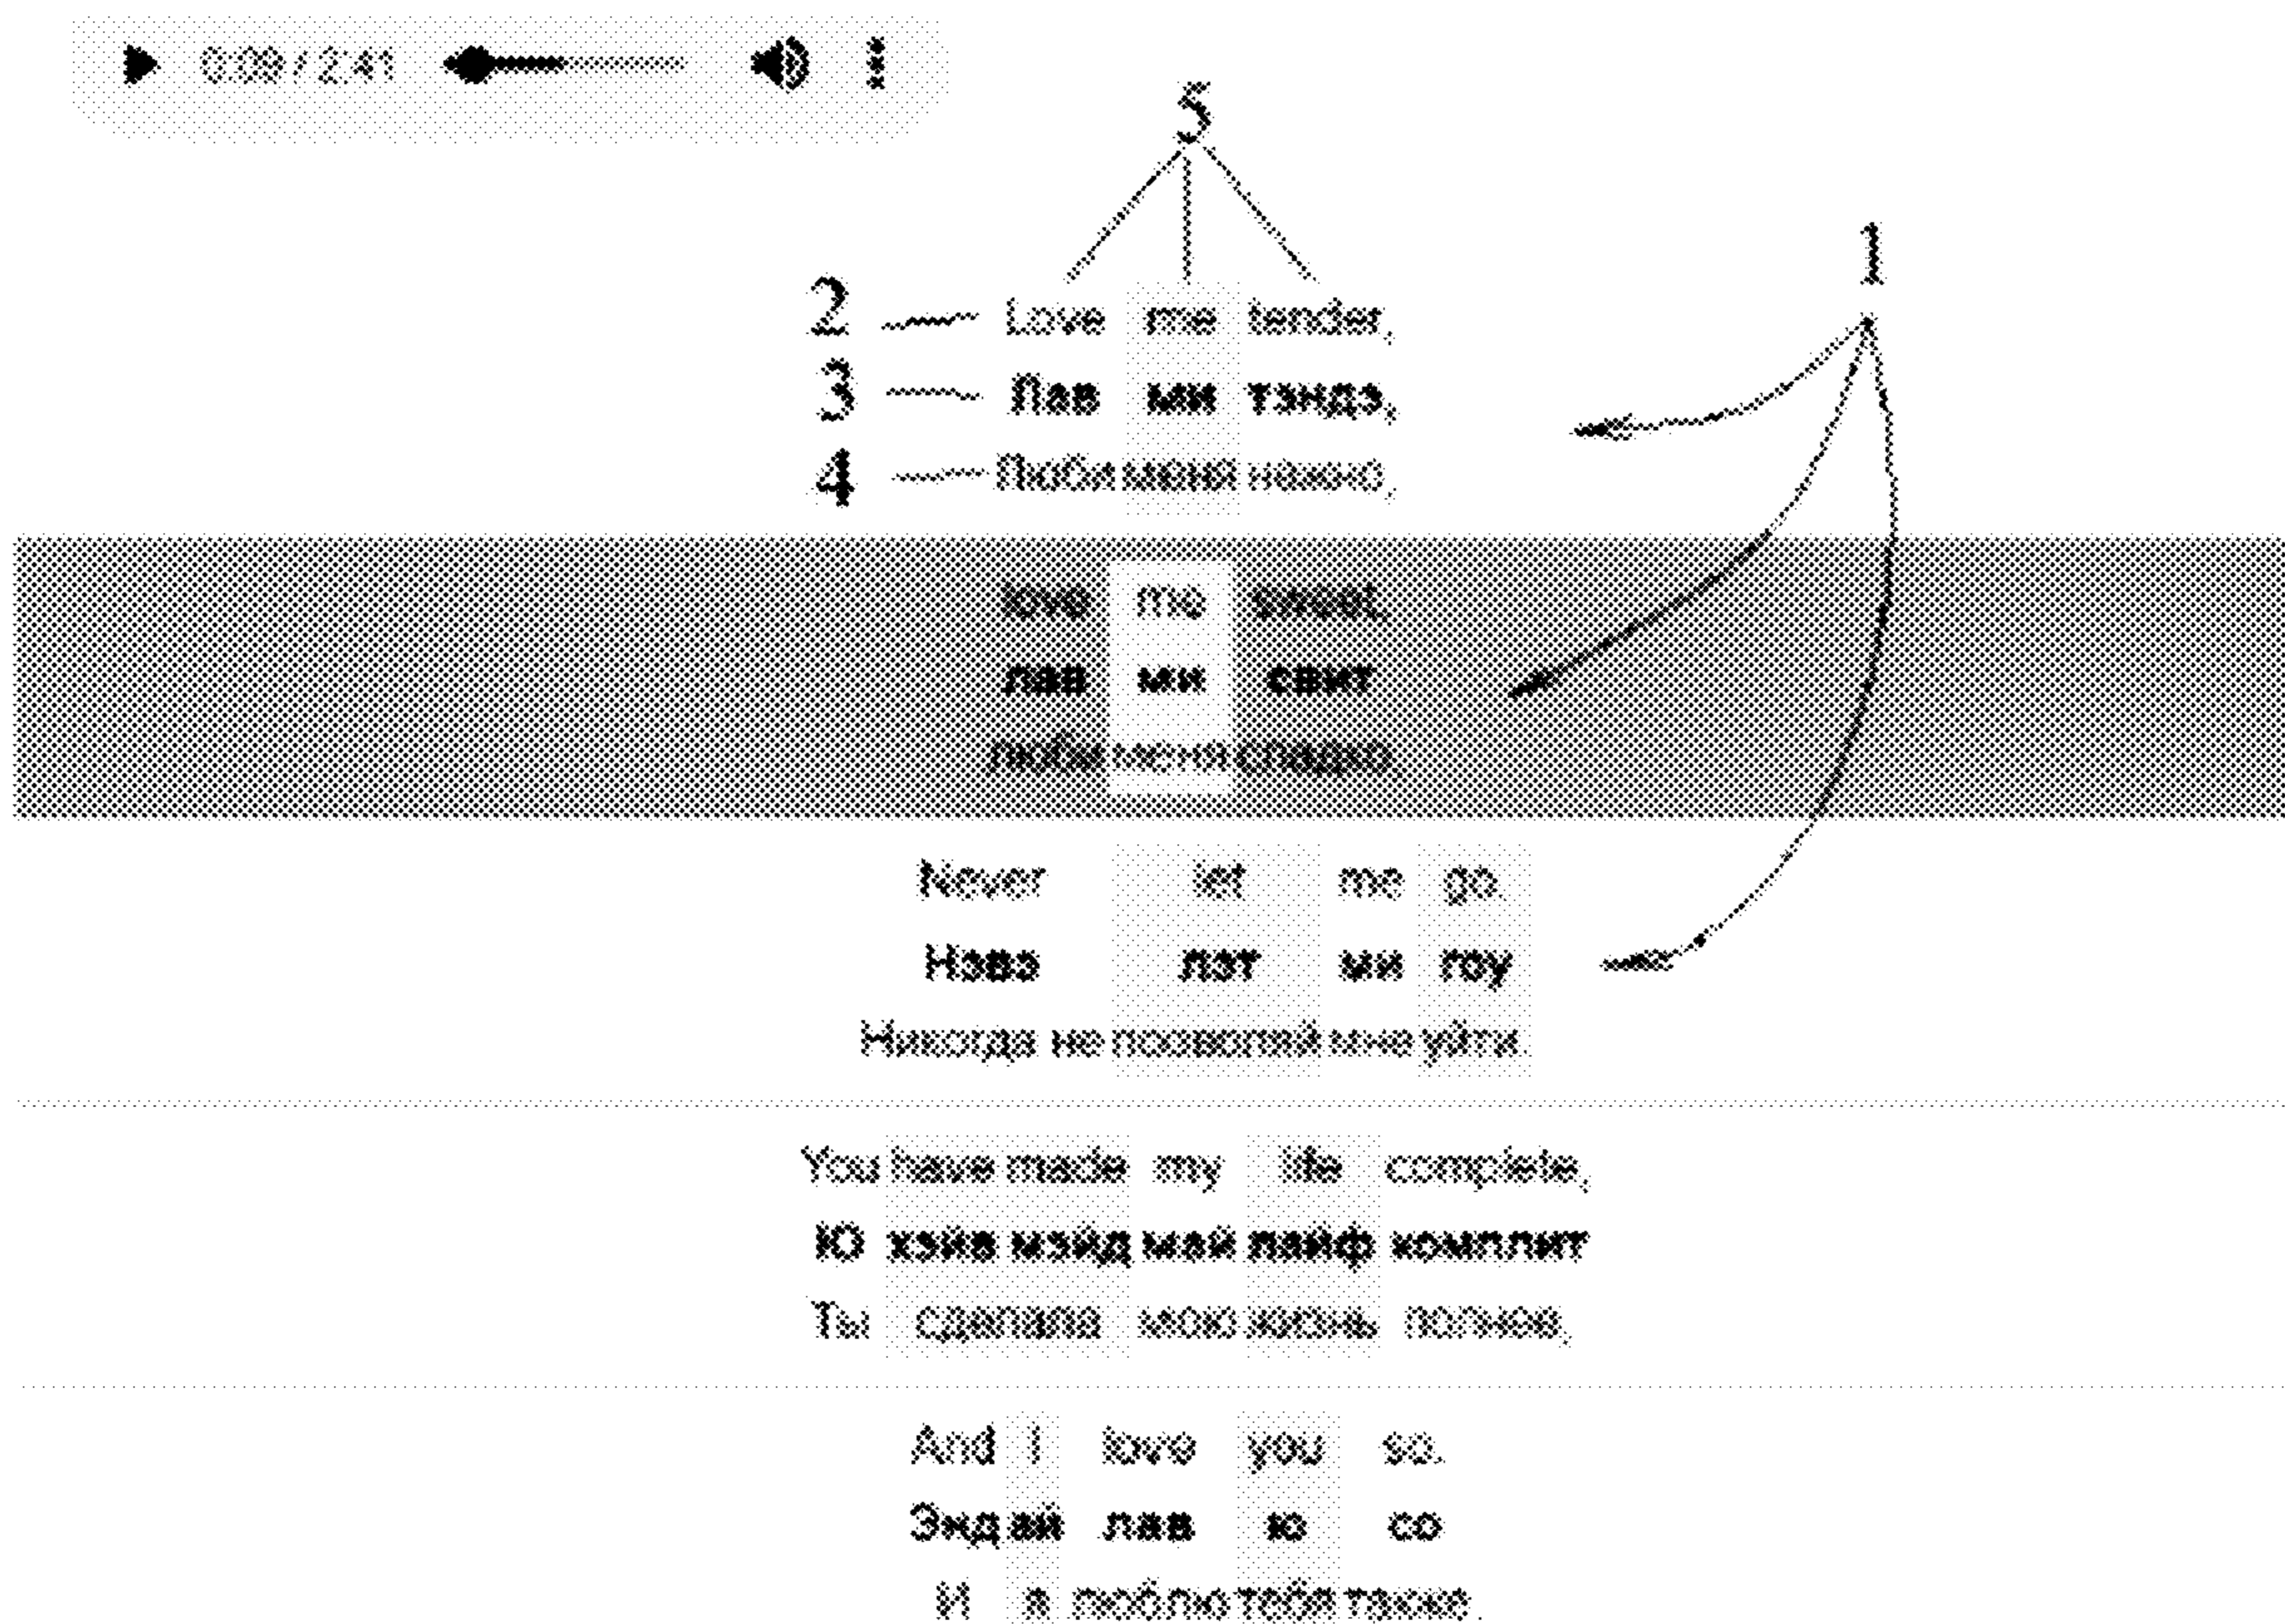 0:09 / 2:41
5
1
2 Love me tender,
3 Лав ми тэндэ,
4 Люби меня нежно,
love me sweet,
лав ми свит
люби меня сладко,
Never let me go.
Нэвэ лэт ми гоу
Никогда не позволяй мне уйти.
You have made my life complete,
Ю хэйв мэйд май лайф комплит
Ты сделала мою жизнь полной,
And I love you so.
Энд ай лав ю со
И я люблю тебя также.